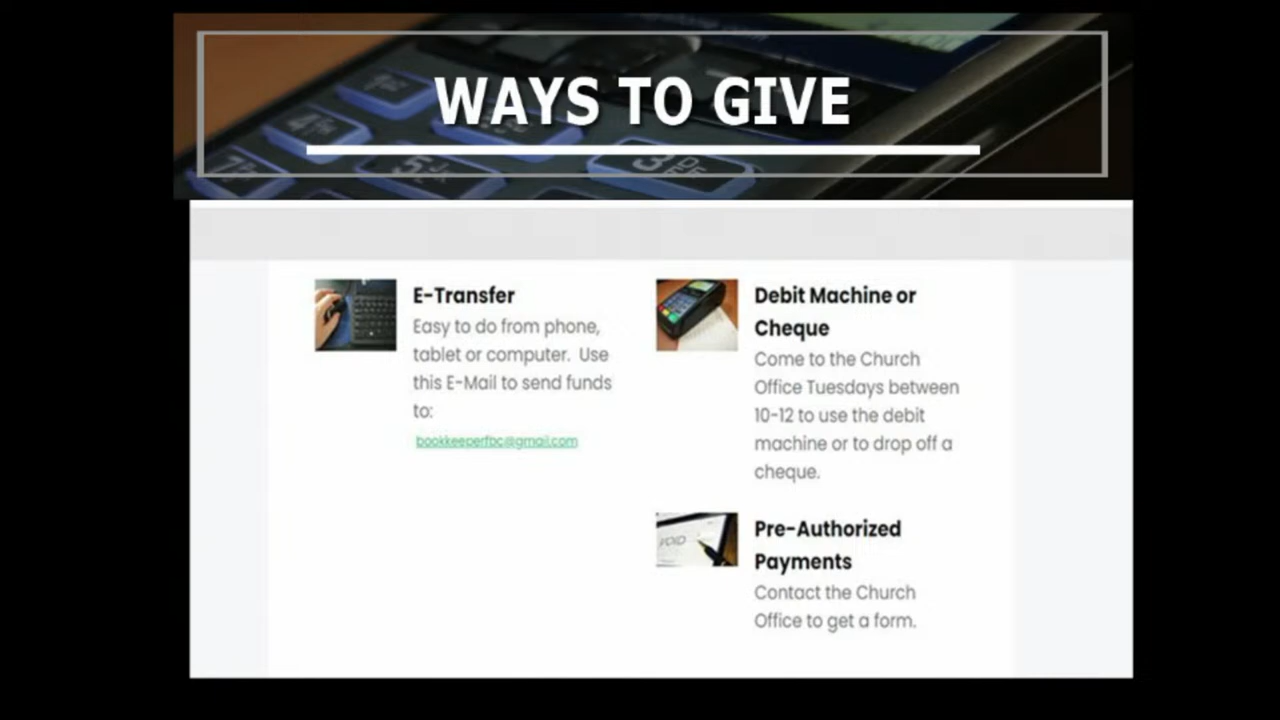 WAYS TO GIVE
E-Transfer
Easy to do from phone,
tablet or computer. Use
this E-Mail to send funds
to:
bookkeeperfbc@gmail.com
Debit Machine or
Cheque
Come to the Church
Office Tuesdays between
10-12 to use the debit
machine or to drop off a
cheque.
VOID
Pre-Authorized
Payments
Contact the Church
Office to get a form.